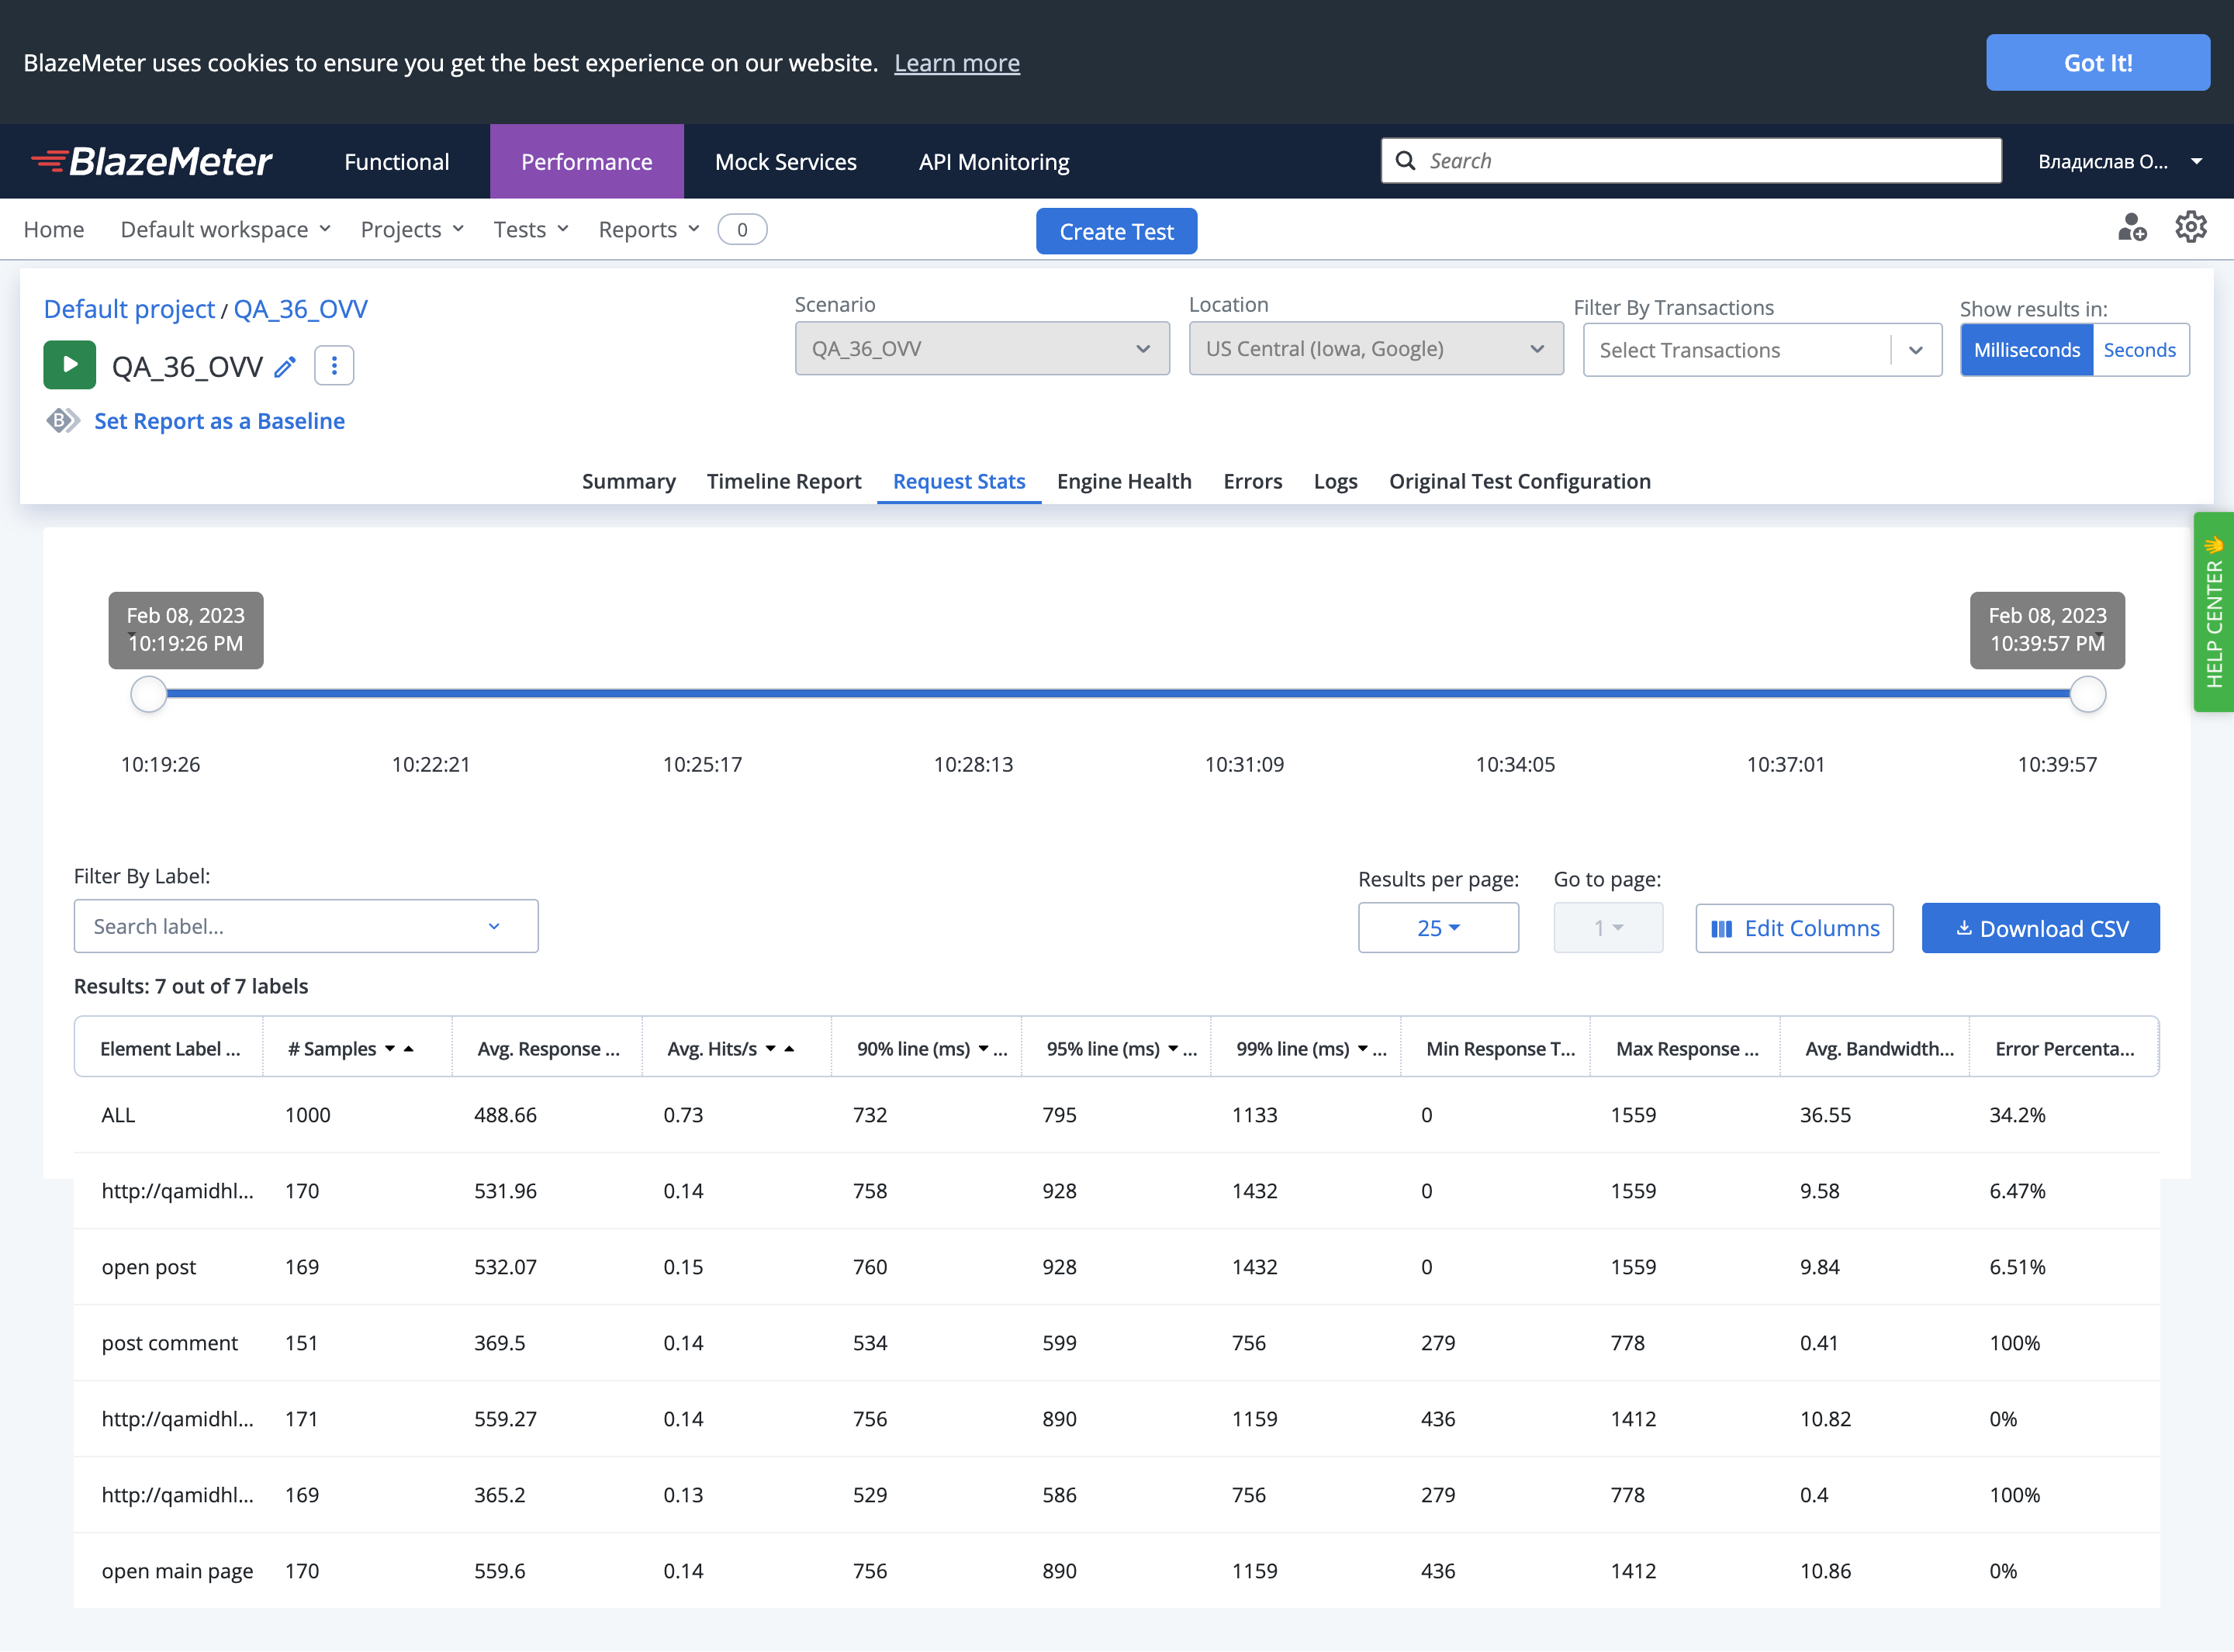 BlazeMeter uses cookies to ensure you get the best experience on our website. Learn more
Got It!
BlazeMeter
Functional
Performance
Mock Services
API Monitoring
Search
Владислав О...
Home
Default workspace
Projects
Tests
Reports
0
Create Test
Default project / QA_36_OVV
QA_36_OVV
B
Set Report as a Baseline
Scenario
QA_36_OVV
Location
US Central (Iowa, Google)
Filter By Transactions
Select Transactions
Show results in:
Milliseconds Seconds
Summary Timeline Report Request Stats Engine Health Errors Logs Original Test Configuration
HELP CENTER
Feb 08, 2023
10:19:26 PM
Feb 08, 2023
10:39:57 PM
10:19:26 10:22:21 10:25:17 10:28:13 10:31:09 10:34:05 10:37:01 10:39:57
Filter By Label:
Search label...
Results per page:
25
Go to page:
1
Edit Columns
Download CSV
Results: 7 out of 7 labels
Element Label ... # Samples Avg. Response ... Avg. Hits/s 90% line (ms) ... 95% line (ms) ... 99% line (ms) ... Min Response T... Max Response ... Avg. Bandwidth... Error Percenta...
ALL 1000 488.66 0.73 732 795 1133 0 1559 36.55 34.2%
http://qamidhl... 170 531.96 0.14 758 928 1432 0 1559 9.58 6.47%
open post 169 532.07 0.15 760 928 1432 0 1559 9.84 6.51%
post comment 151 369.5 0.14 534 599 756 279 778 0.41 100%
http://qamidhl... 171 559.27 0.14 756 890 1159 436 1412 10.82 0%
http://qamidhl... 169 365.2 0.13 529 586 756 279 778 0.4 100%
open main page 170 559.6 0.14 756 890 1159 436 1412 10.86 0%